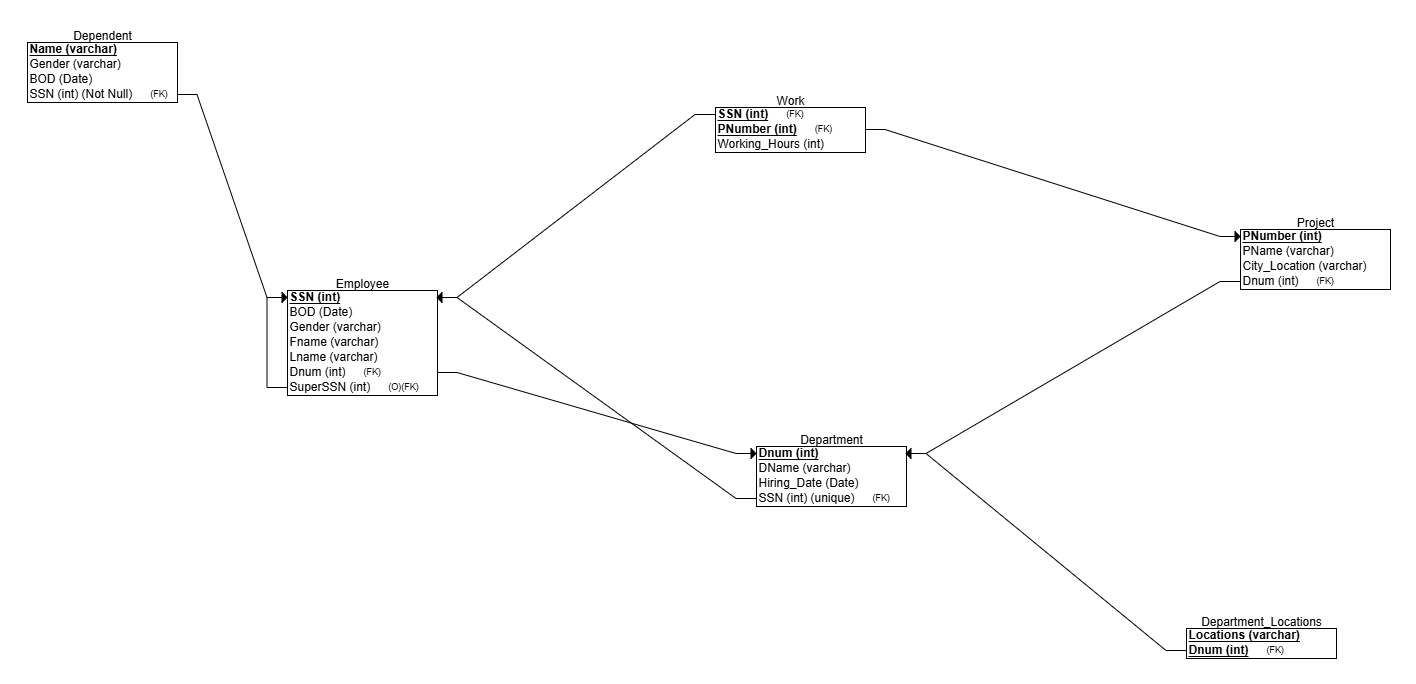 Dependent
Name (varchar)
Gender (varchar)
BOD (Date)
SSN (int) (Not Null) (FK)
Work
SSN (int) (FK)
PNumber (int) (FK)
Working_Hours (int)
Project
PNumber (int)
PName (varchar)
City_Location (varchar)
Dnum (int) (FK)
Employee
SSN (int)
BOD (Date)
Gender (varchar)
Fname (varchar)
Lname (varchar)
Dnum (int) (FK)
SuperSSN (int) (O)(FK)
Department
Dnum (int)
DName (varchar)
Hiring_Date (Date)
SSN (int) (unique) (FK)
Department_Locations
Locations (varchar)
Dnum (int) (FK)